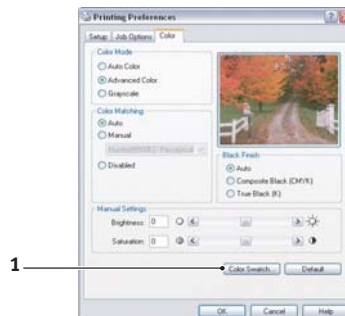 Printing Preferences
Setup Job Options Color
Color Mode
Auto Color
Advanced Color
Grayscale
Color Matching
Auto
Manual
Disabled
Black Finish
Auto
Composite Black (CMYK)
True Black (K)
Manual Settings
Brightness: 0
Saturation: 0
1
Color Swatch... Default
OK Cancel Help